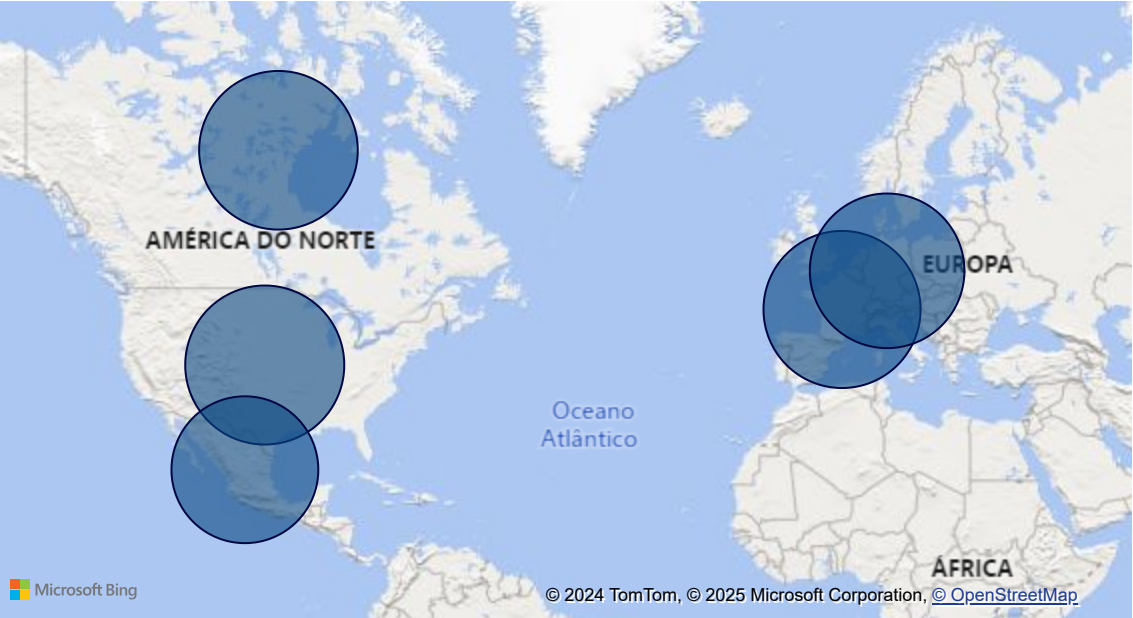 AMÉRICA DO NORTE
EUROPA
Oceano
Atlântico
ÁFRICA
Microsoft Bing
© 2024 TomTom, © 2025 Microsoft Corporation, © OpenStreetMap